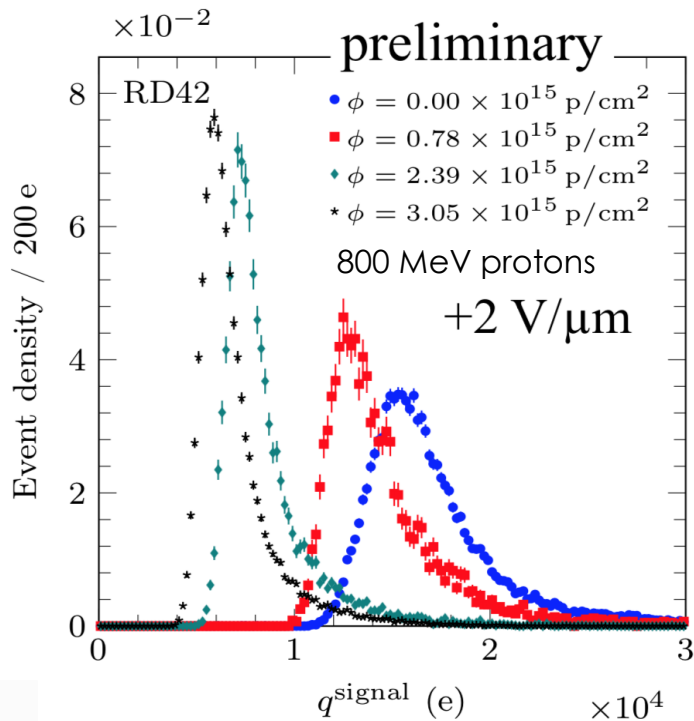 ×10⁻²
preliminary
RD42
ϕ = 0.00 × 10¹⁵ p/cm²
ϕ = 0.78 × 10¹⁵ p/cm²
ϕ = 2.39 × 10¹⁵ p/cm²
ϕ = 3.05 × 10¹⁵ p/cm²
800 MeV protons
+2 V/µm
Event density / 200 e
8
6
4
2
0
0 1 2 3
q^signal (e)
×10⁴